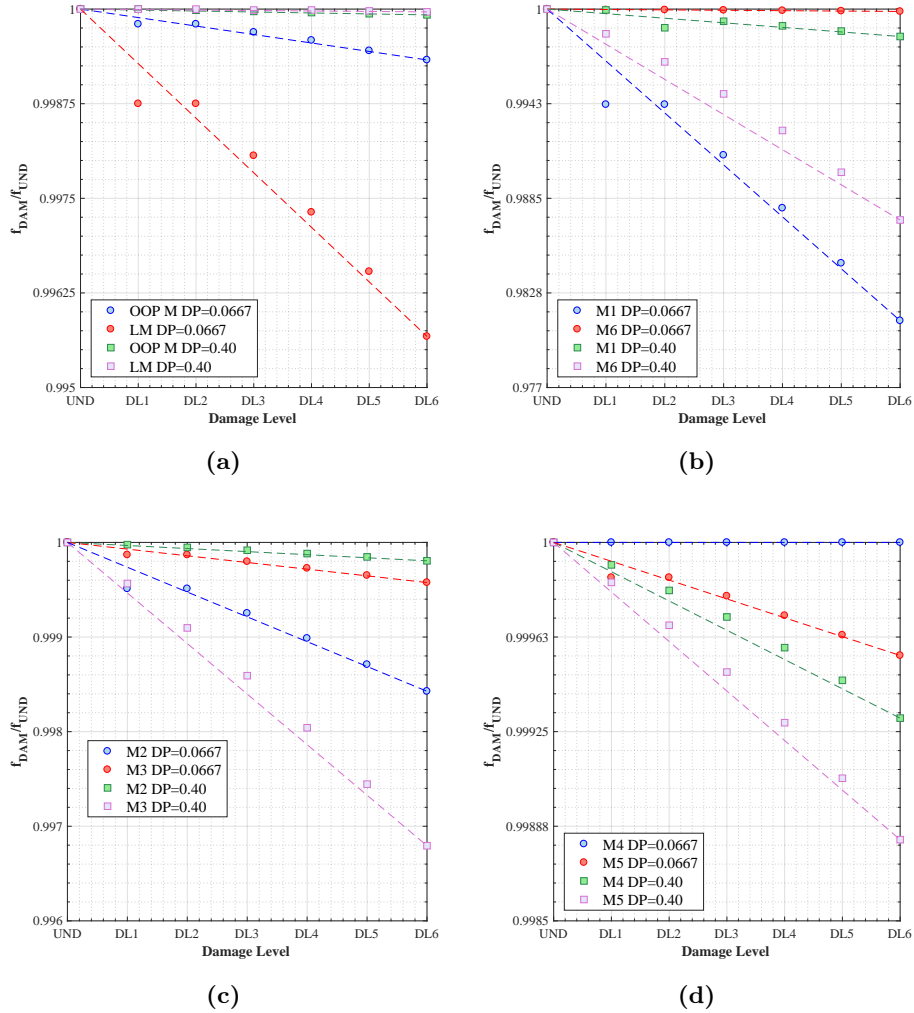 1
0.99875
0.9975
0.99625
0.995
f_DAM/f_UND
OOP M DP=0.0667
LM DP=0.0667
OOP M DP=0.40
LM DP=0.40
UND DL1 DL2 DL3 DL4 DL5 DL6
Damage Level
(a)
1
0.9943
0.9885
0.9828
0.977
f_DAM/f_UND
M1 DP=0.0667
M6 DP=0.0667
M1 DP=0.40
M6 DP=0.40
UND DL1 DL2 DL3 DL4 DL5 DL6
Damage Level
(b)
1
0.999
0.998
0.997
0.996
f_DAM/f_UND
M2 DP=0.0667
M3 DP=0.0667
M2 DP=0.40
M3 DP=0.40
UND DL1 DL2 DL3 DL4 DL5 DL6
Damage Level
(c)
1
0.99963
0.99925
0.99888
0.9985
f_DAM/f_UND
M4 DP=0.0667
M5 DP=0.0667
M4 DP=0.40
M5 DP=0.40
UND DL1 DL2 DL3 DL4 DL5 DL6
Damage Level
(d)